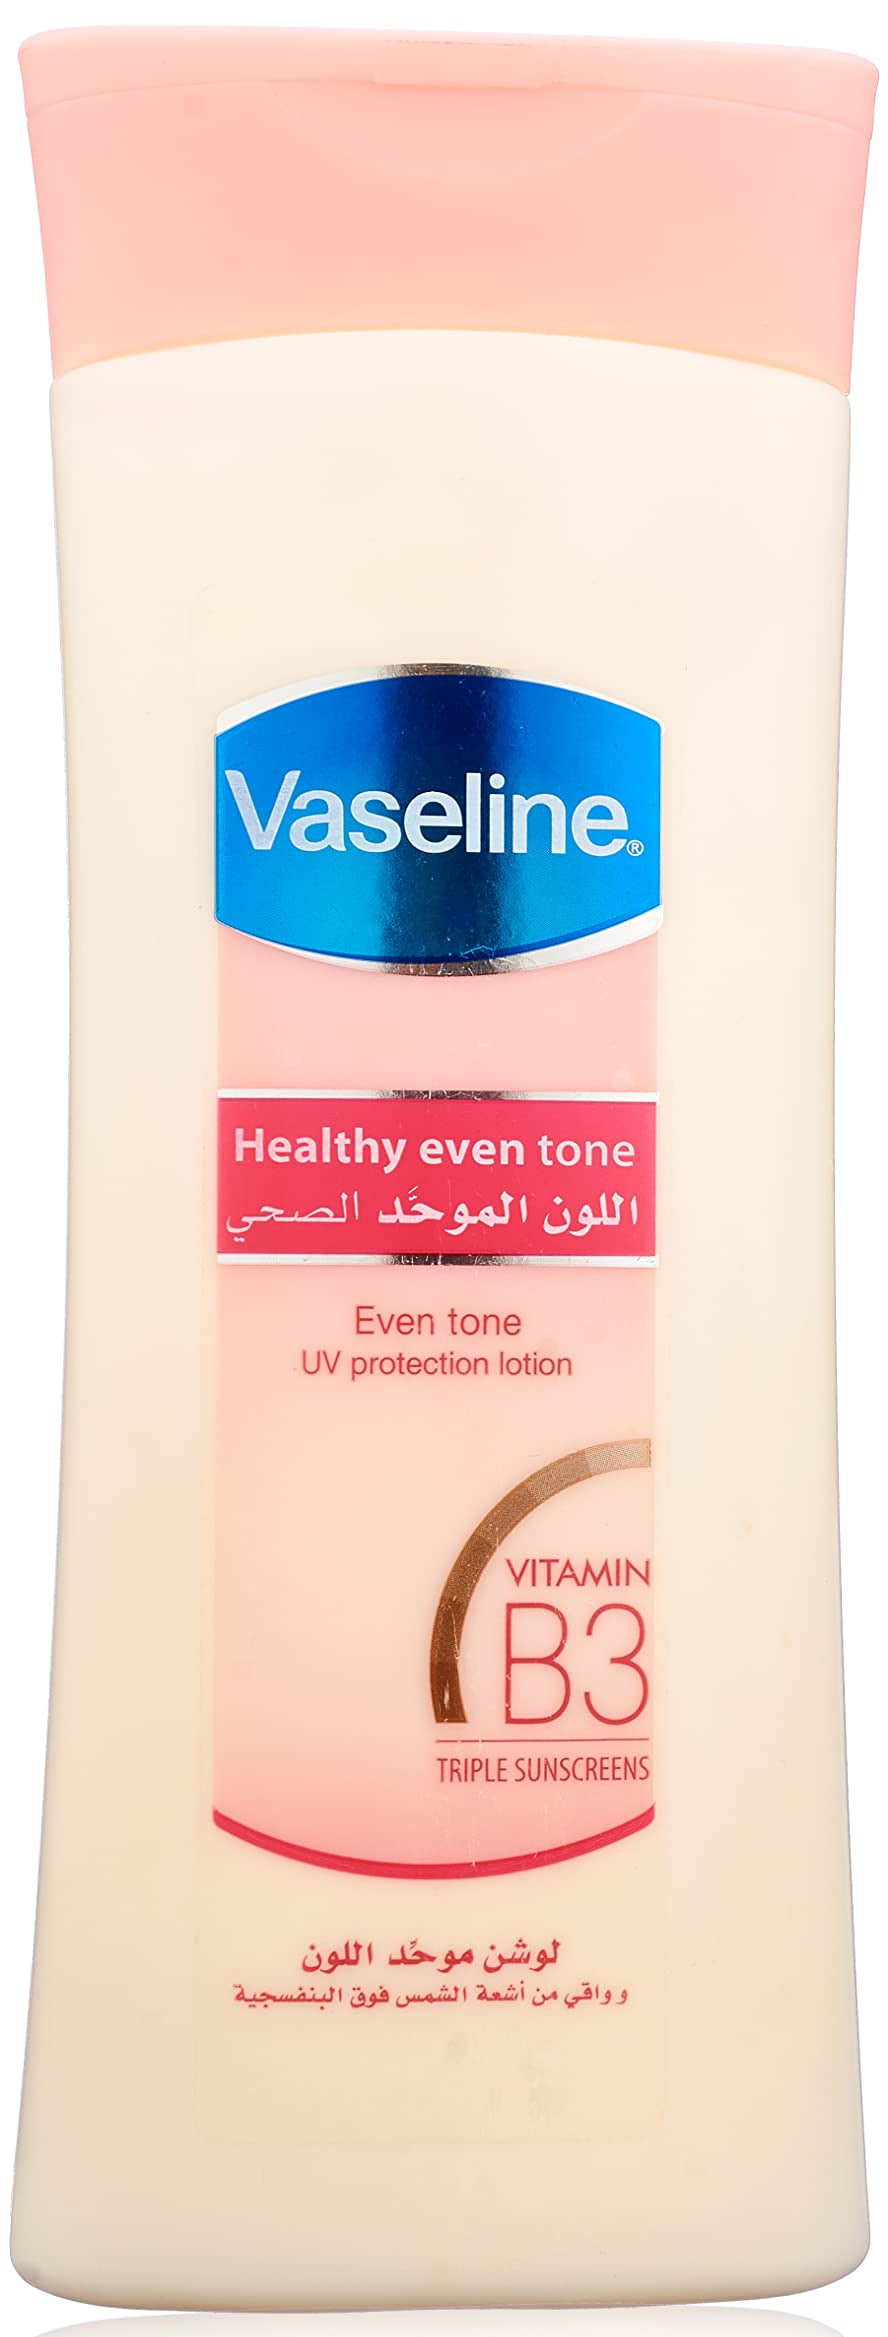 Vaseline®
Healthy even tone
اللون الموحَّد الصحي
Even tone
UV protection lotion
VITAMIN
B3
TRIPLE SUNSCREENS
لوشن موحِّد اللون
وواقي من أشعة الشمس فوق البنفسجية